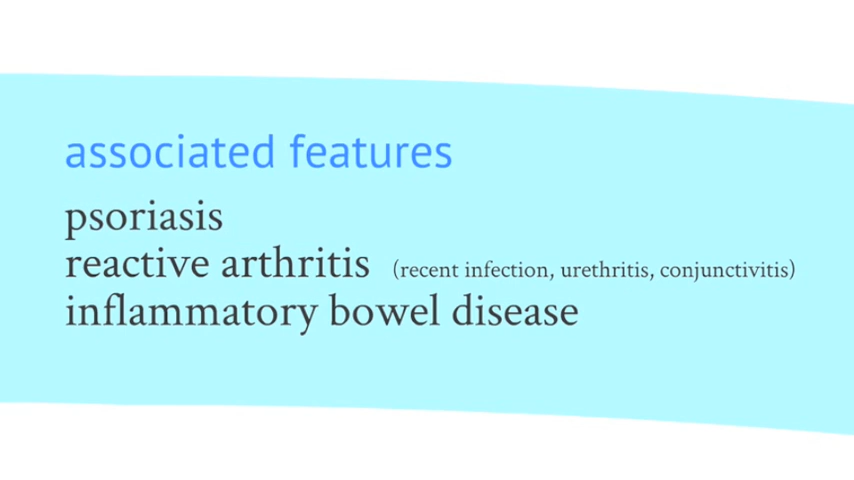 associated features
psoriasis
reactive arthritis (recent infection, urethritis, conjunctivitis)
inflammatory bowel disease